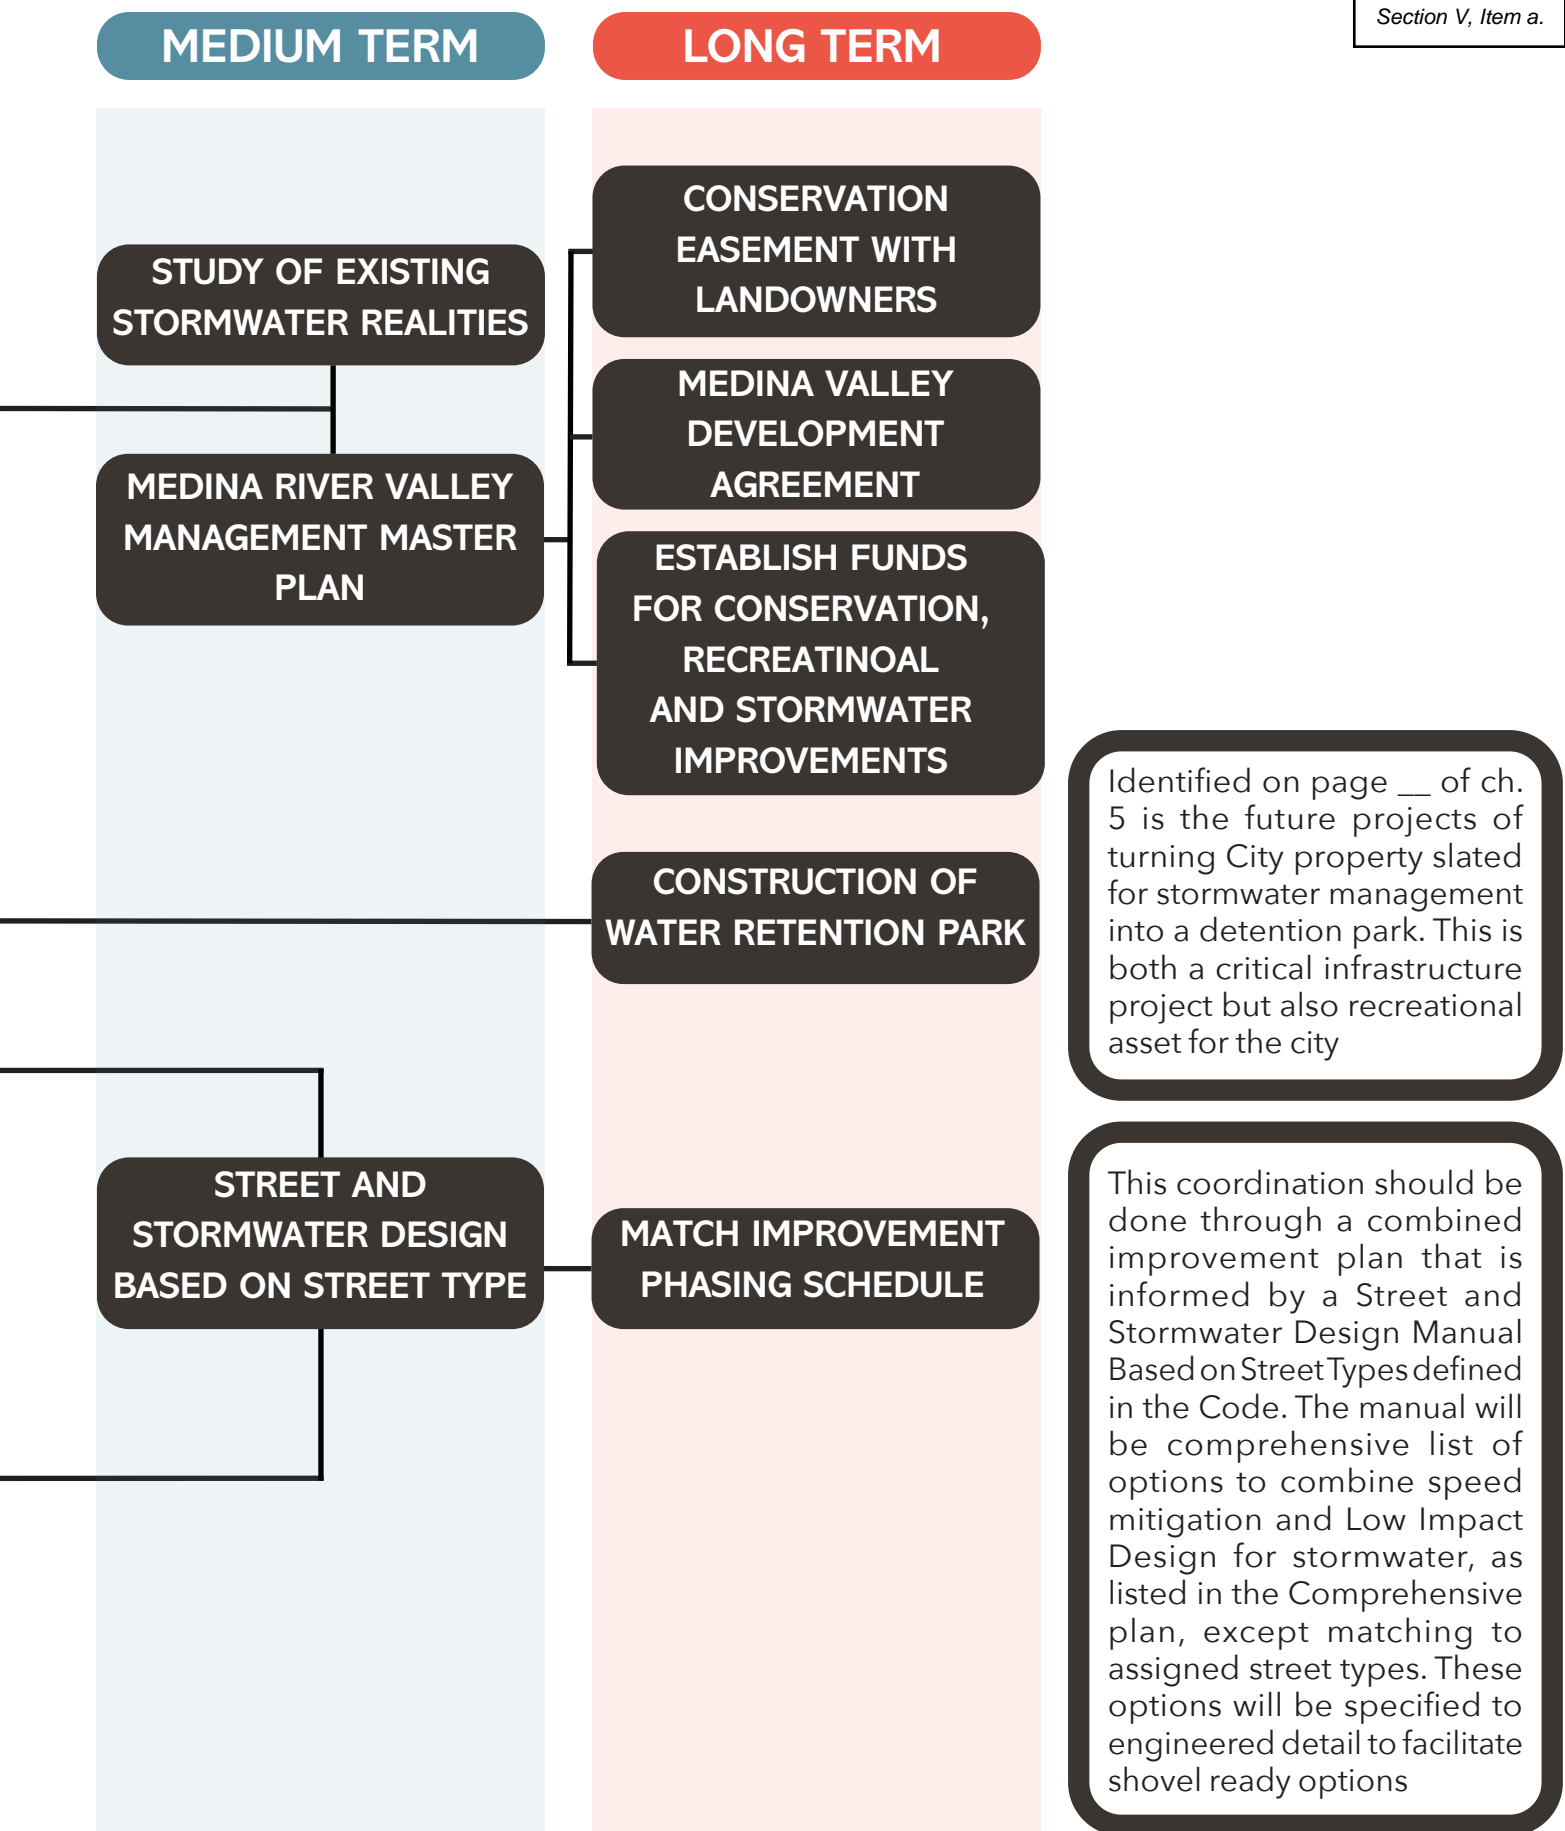 Section V, Item a.
MEDIUM TERM
LONG TERM
STUDY OF EXISTING
STORMWATER REALITIES
MEDINA RIVER VALLEY
MANAGEMENT MASTER
PLAN
CONSERVATION
EASEMENT WITH
LANDOWNERS
MEDINA VALLEY
DEVELOPMENT
AGREEMENT
ESTABLISH FUNDS
FOR CONSERVATION,
RECREATINOAL
AND STORMWATER
IMPROVEMENTS
CONSTRUCTION OF
WATER RETENTION PARK
STREET AND
STORMWATER DESIGN
BASED ON STREET TYPE
MATCH IMPROVEMENT
PHASING SCHEDULE
Identified on page __ of ch.
5 is the future projects of
turning City property slated
for stormwater management
into a detention park. This is
both a critical infrastructure
project but also recreational
asset for the city
This coordination should be
done through a combined
improvement plan that is
informed by a Street and
Stormwater Design Manual
Based on Street Types defined
in the Code. The manual will
be comprehensive list of
options to combine speed
mitigation and Low Impact
Design for stormwater, as
listed in the Comprehensive
plan, except matching to
assigned street types. These
options will be specified to
engineered detail to facilitate
shovel ready options